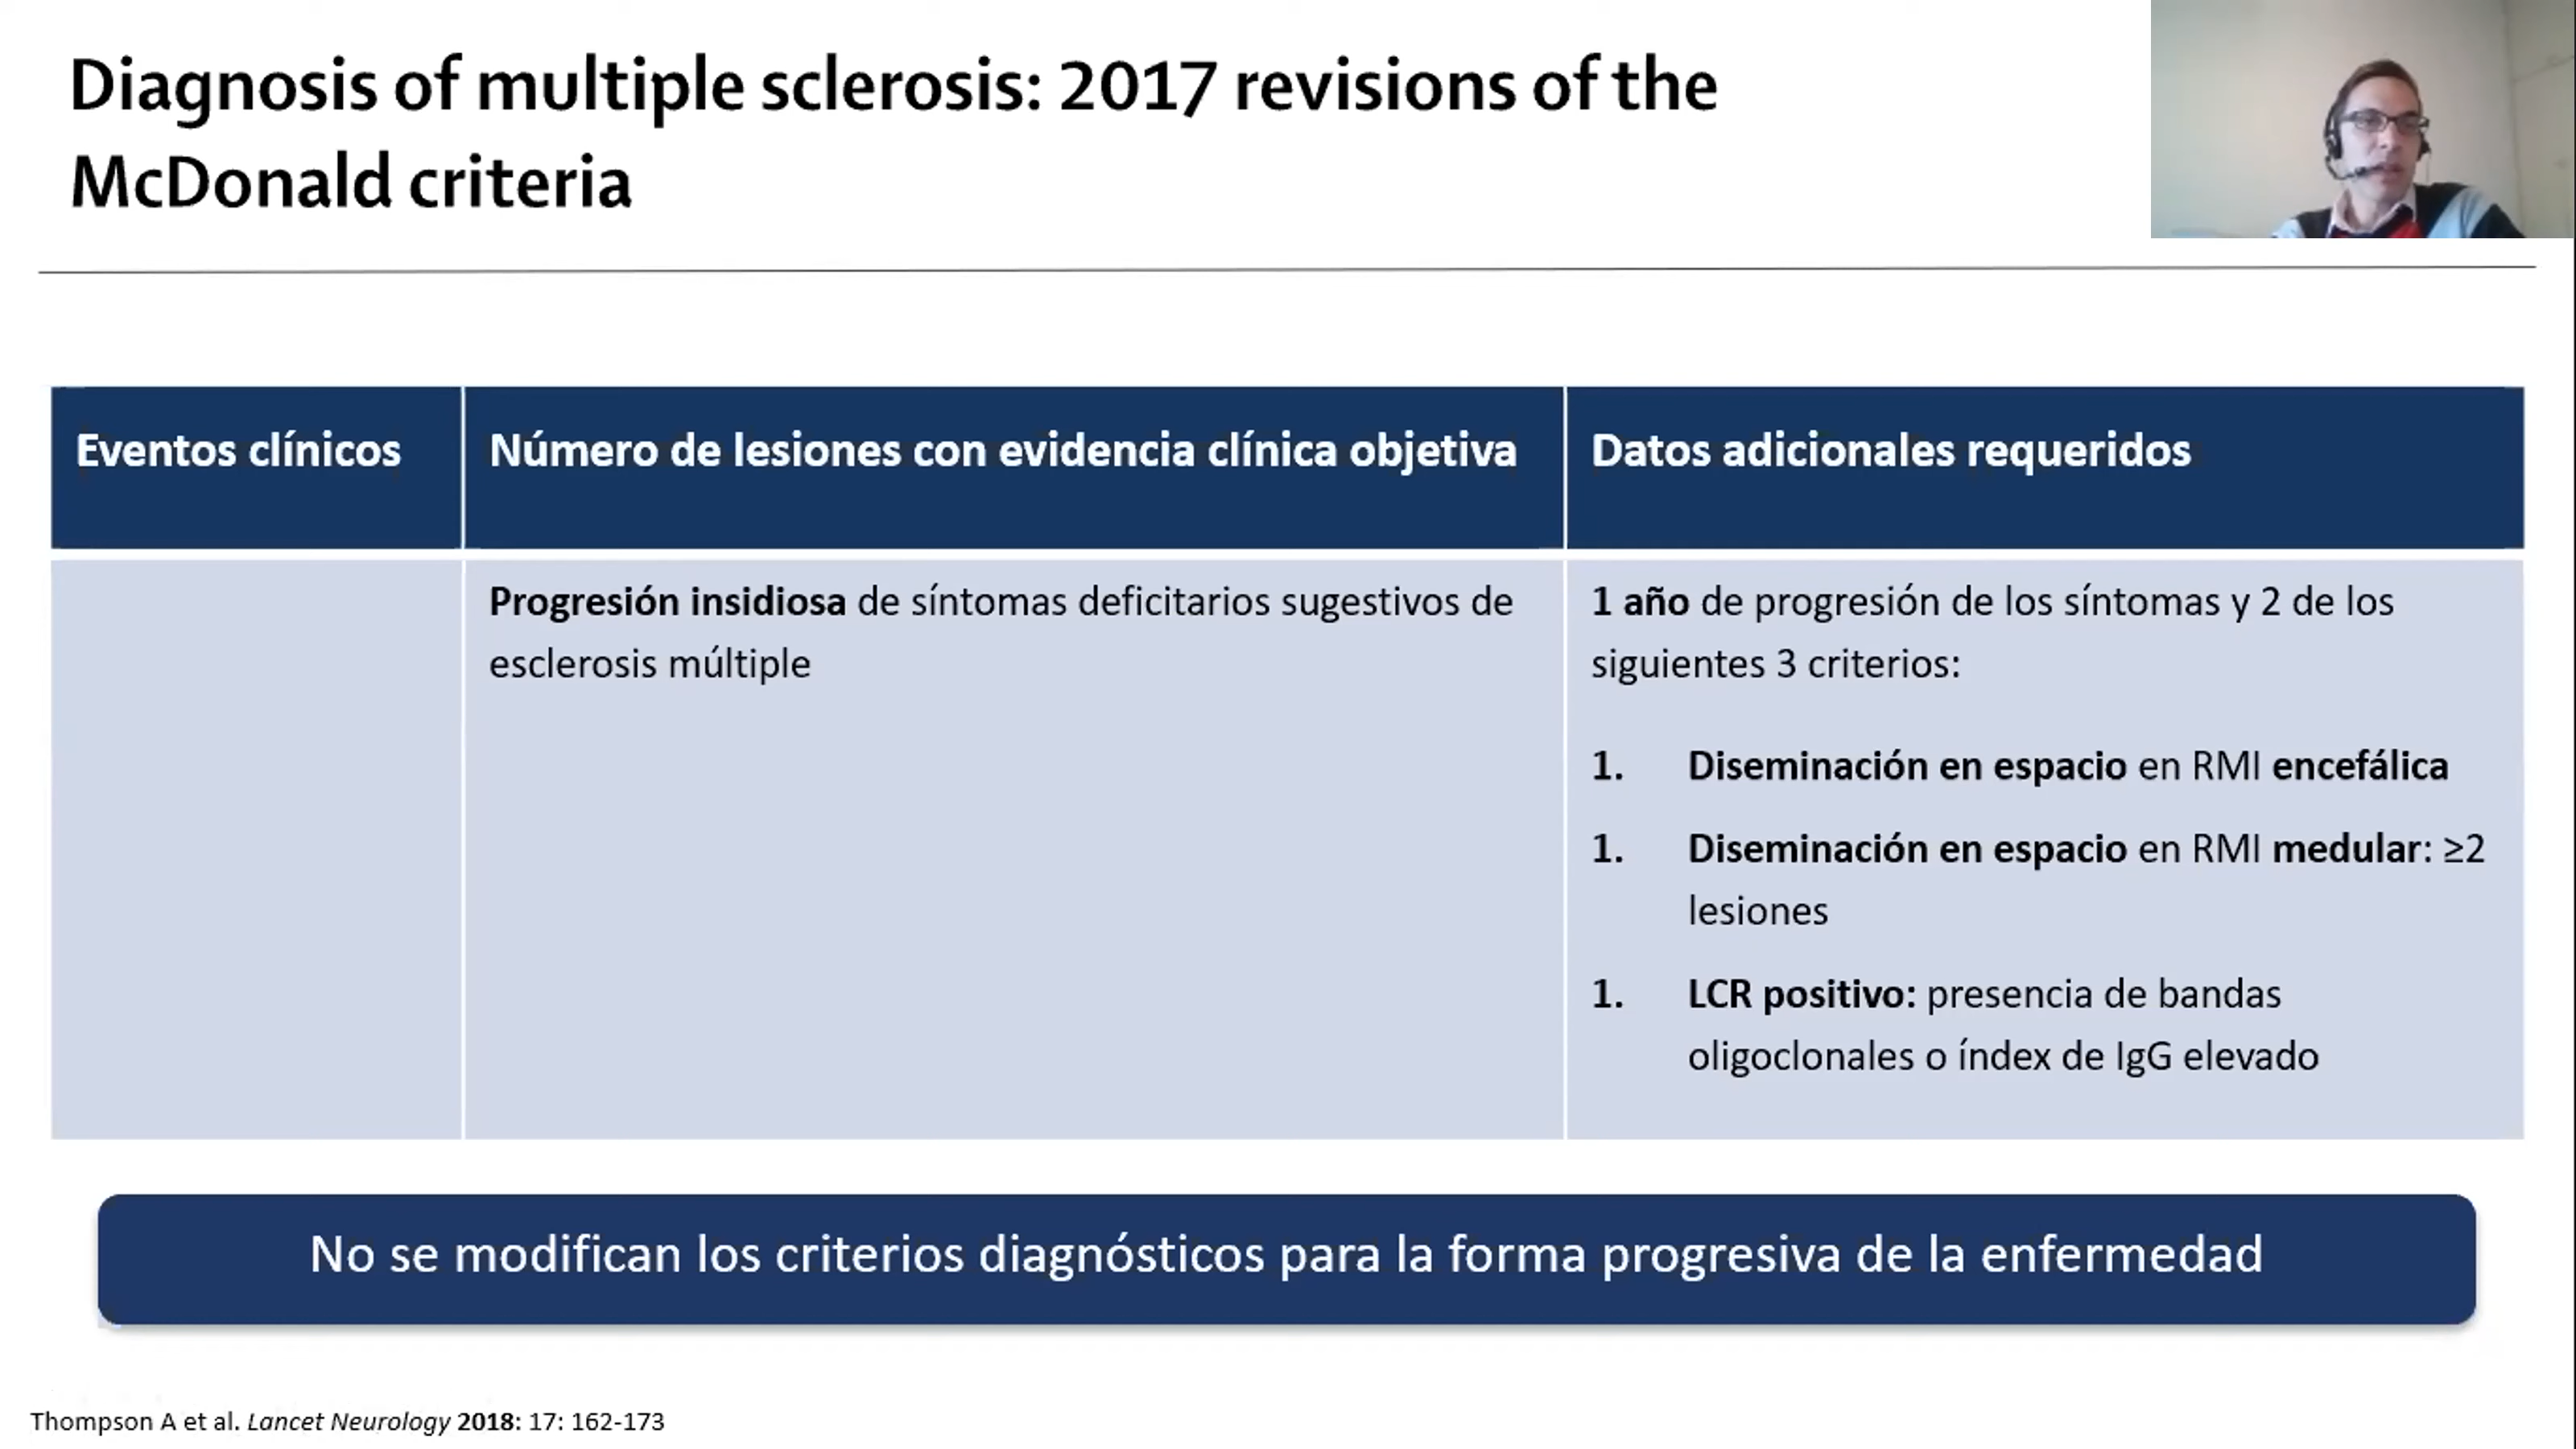 Diagnosis of multiple sclerosis: 2017 revisions of the
McDonald criteria
Eventos clínicos
Número de lesiones con evidencia clínica objetiva
Datos adicionales requeridos
Progresión insidiosa de síntomas deficitarios sugestivos de
esclerosis múltiple
1 año de progresión de los síntomas y 2 de los
siguientes 3 criterios:
1. Diseminación en espacio en RMI encefálica
1. Diseminación en espacio en RMI medular: ≥2
lesiones
1. LCR positivo: presencia de bandas
oligoclonales o índex de IgG elevado
No se modifican los criterios diagnósticos para la forma progresiva de la enfermedad
Thompson A et al. Lancet Neurology 2018: 17: 162-173